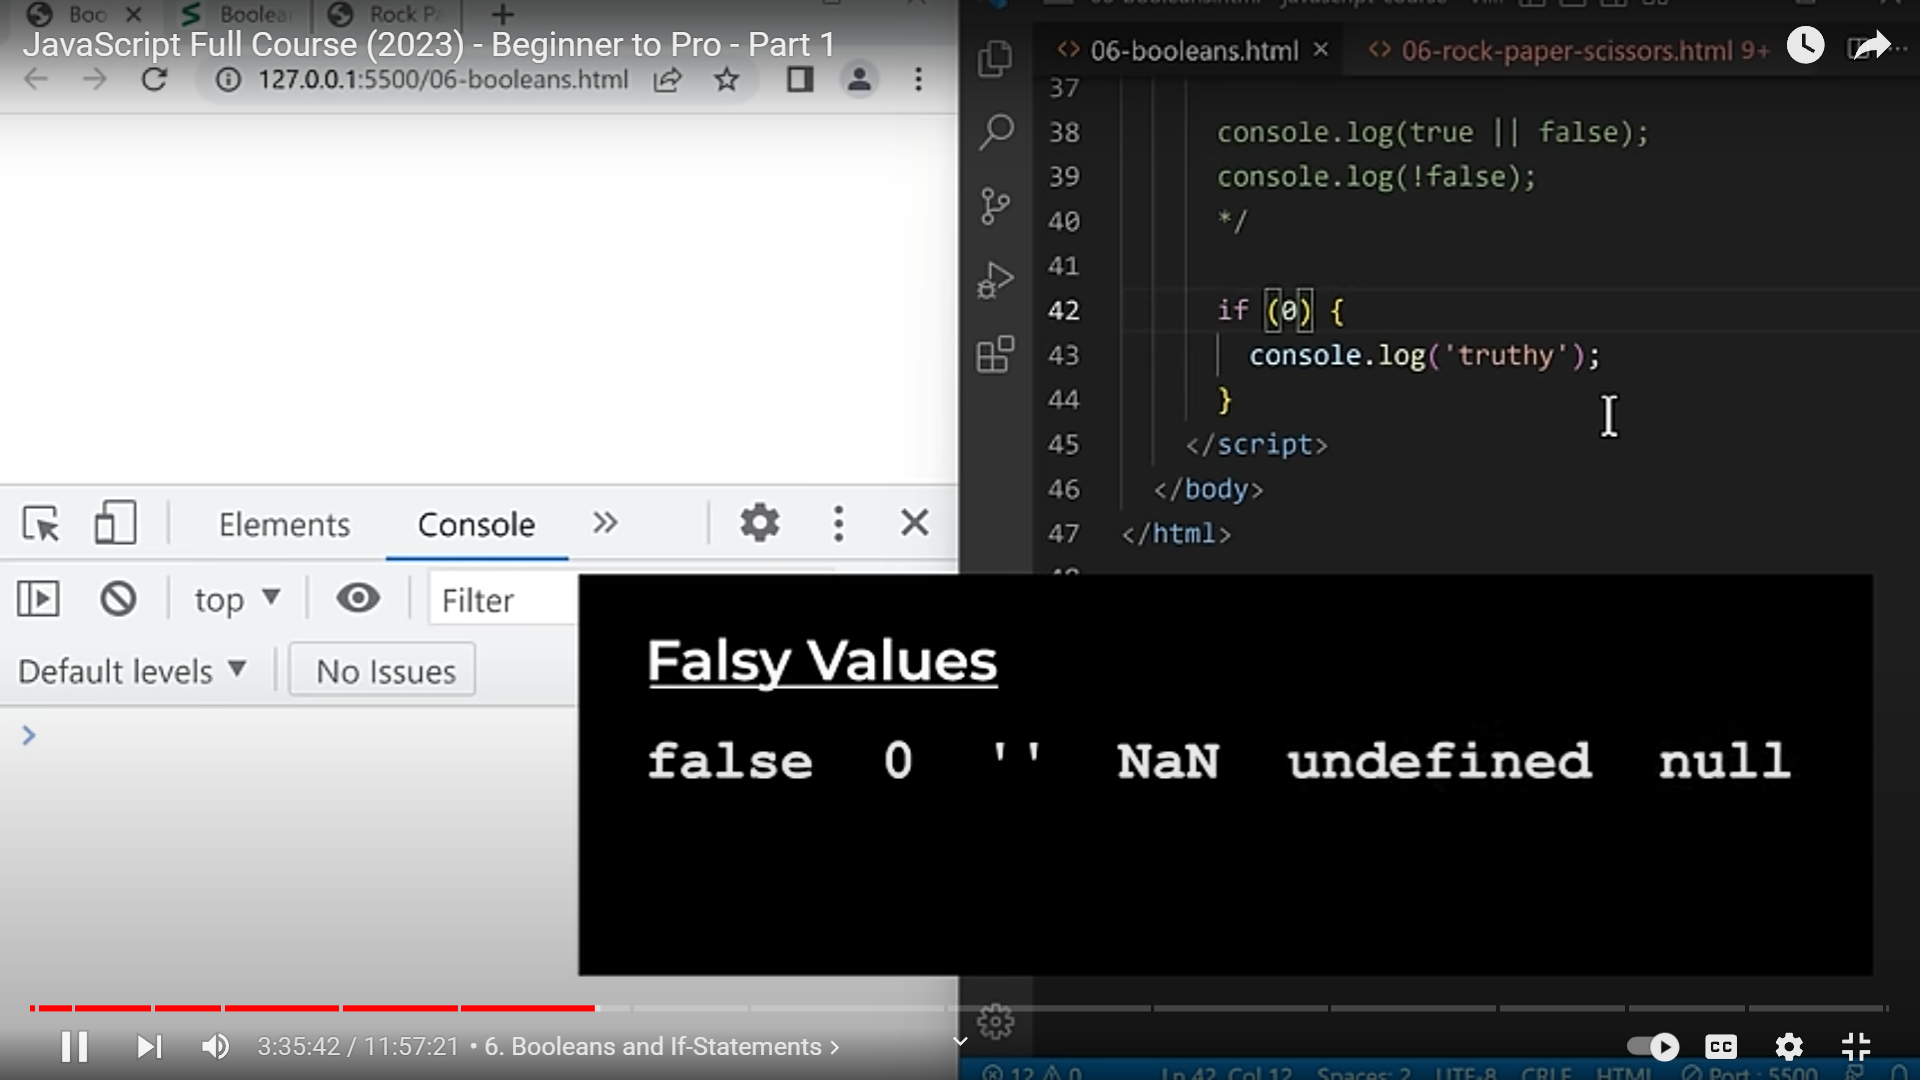 Boo
Boolea
Rock P
JavaScript Full Course (2023) - Beginner to Pro - Part 1
127.0.0.1:5500/06-booleans.html
06-booleans.html
06-rock-paper-scissors.html 9+
37
38 console.log(true || false);
39 console.log(!false);
40 */
41
42 if (0) {
43 console.log('truthy');
44 }
45 </script>
46 </body>
47 </html>
Elements Console
top Filter
Default levels No Issues
>
Falsy Values
false 0 '' NaN undefined null
3:35:42 / 11:57:21 • 6. Booleans and If-Statements >
CC
12 0 Ln 42, Col 12 Spaces: 2 UTF-8 CRLF HTML Port : 5500